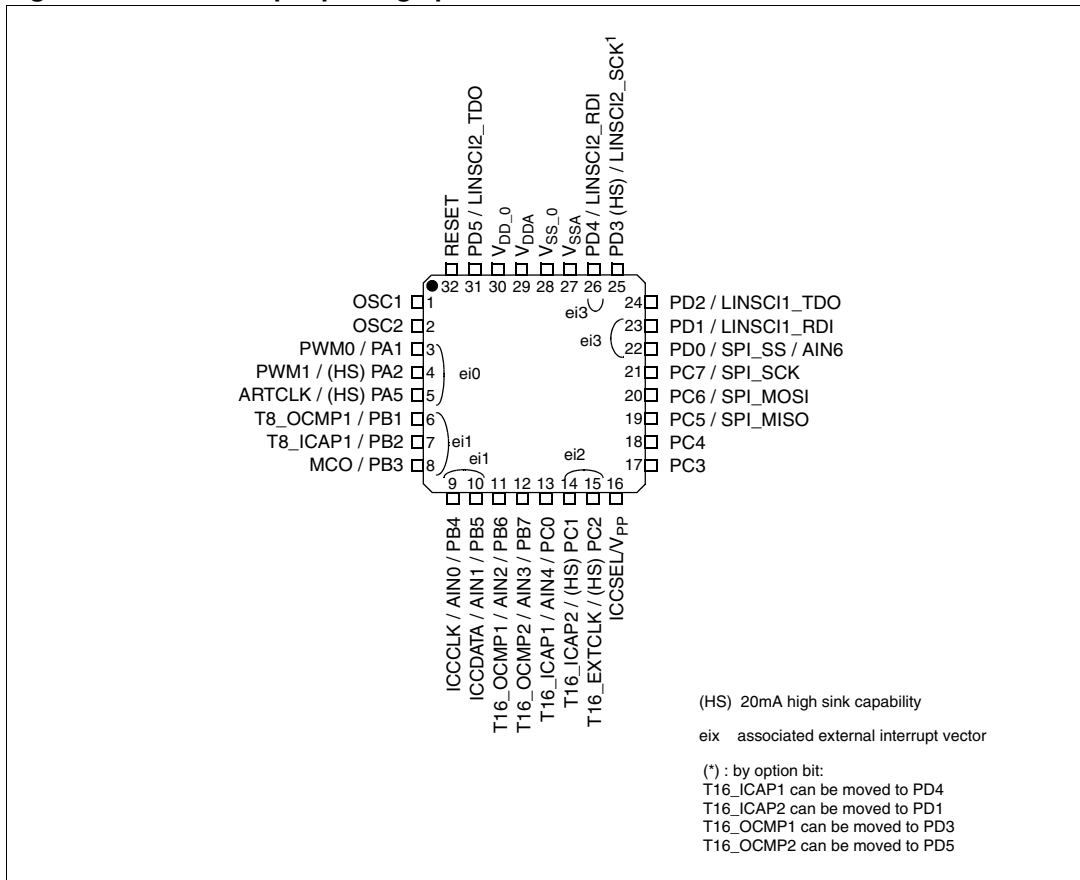 RESET
PD5 / LINSCI2_TDO
VDD_0
VDDA
VSS_0
VSSA
PD4 / LINSCI2_RDI
PD3 (HS) / LINSCI2_SCK1
32 31 30 29 28 27 26 25
ei3
OSC1 1
OSC2 2
PWM0 / PA1 3
PWM1 / (HS) PA2 4
ARTCLK / (HS) PA5 5
T8_OCMP1 / PB1 6
T8_ICAP1 / PB2 7
MCO / PB3 8
ei0
ei1
ei1
ei2
ei3
24 PD2 / LINSCI1_TDO
23 PD1 / LINSCI1_RDI
22 PD0 / SPI_SS / AIN6
21 PC7 / SPI_SCK
20 PC6 / SPI_MOSI
19 PC5 / SPI_MISO
18 PC4
17 PC3
9 10 11 12 13 14 15 16
ICCCLK / AIN0 / PB4
ICCDATA / AIN1 / PB5
T16_OCMP1 / AIN2 / PB6
T16_OCMP2 / AIN3 / PB7
T16_ICAP1 / AIN4 / PC0
T16_ICAP2 / (HS) PC1
T16_EXTCLK / (HS) PC2
ICCSEL/VPP
(HS) 20mA high sink capability
eix associated external interrupt vector
(*) : by option bit:
T16_ICAP1 can be moved to PD4
T16_ICAP2 can be moved to PD1
T16_OCMP1 can be moved to PD3
T16_OCMP2 can be moved to PD5